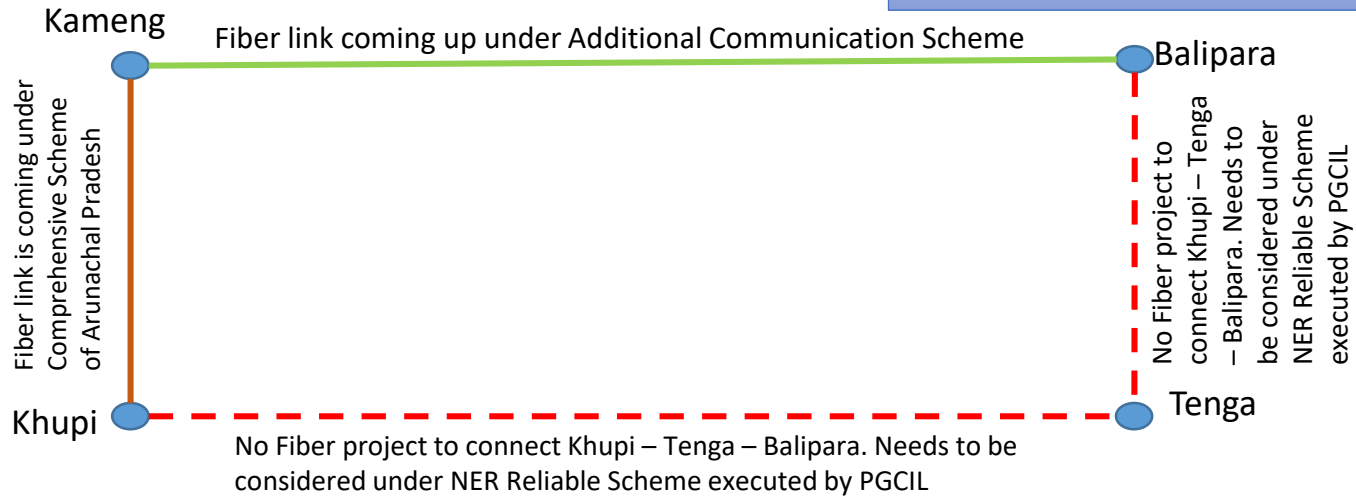 Kameng
Fiber link coming up under Additional Communication Scheme
Balipara
Fiber link is coming under
Comprehensive Scheme
of Arunachal Pradesh
No Fiber project to
connect Khupi – Tenga
– Balipara. Needs to
be considered under
NER Reliable Scheme
executed by PGCIL
Khupi
Tenga
No Fiber project to connect Khupi – Tenga – Balipara. Needs to be
considered under NER Reliable Scheme executed by PGCIL